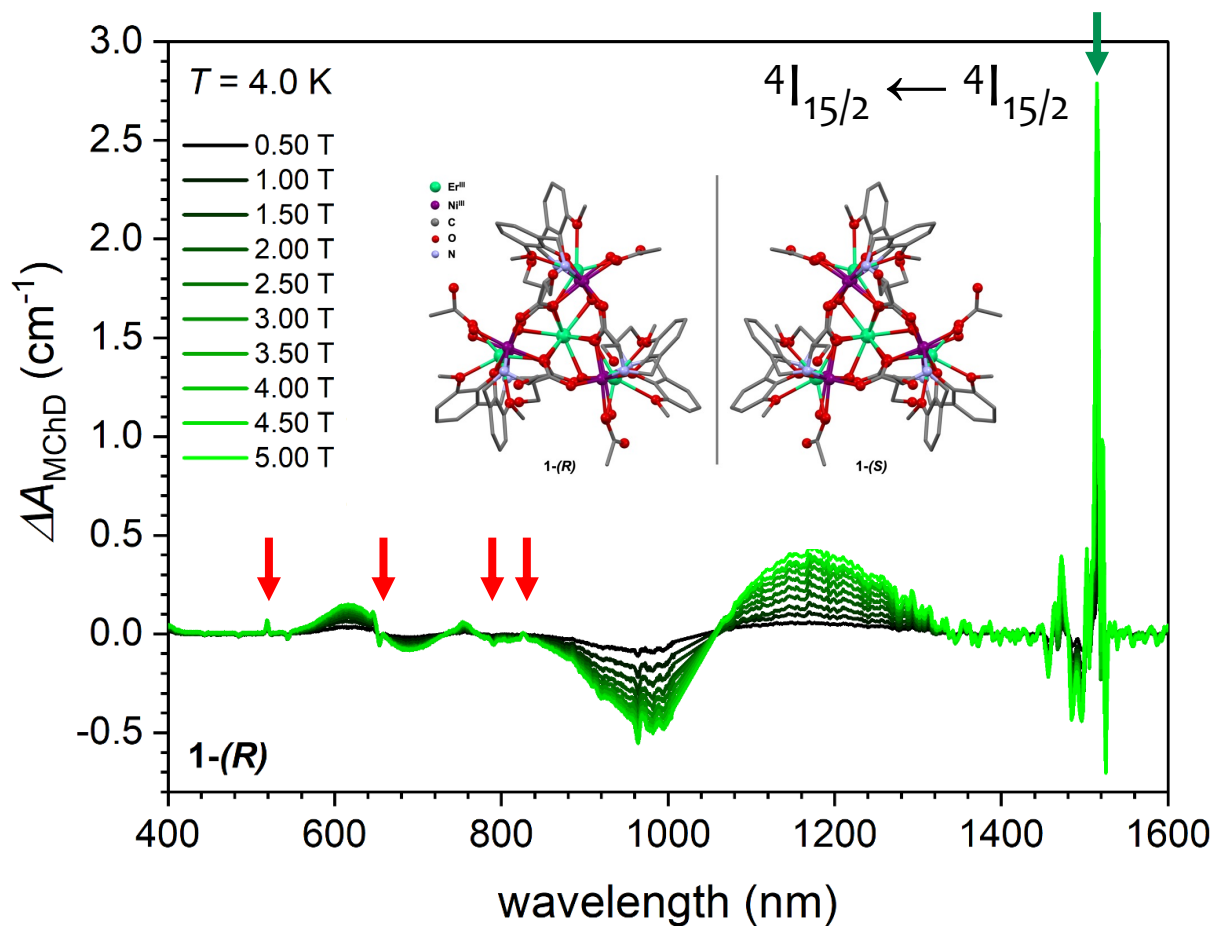 3.0
2.5
2.0
1.5
1.0
0.5
0.0
-0.5
ΔA_MChD (cm⁻¹)
T = 4.0 K
0.50 T
1.00 T
1.50 T
2.00 T
2.50 T
3.00 T
3.50 T
4.00 T
4.50 T
5.00 T
⁴I₁₅/₂ ← ⁴I₁₅/₂
Erᴵᴵᴵ
Niᴵᴵᴵ
C
O
N
1-(R)
1-(S)
1-(R)
400 600 800 1000 1200 1400 1600
wavelength (nm)